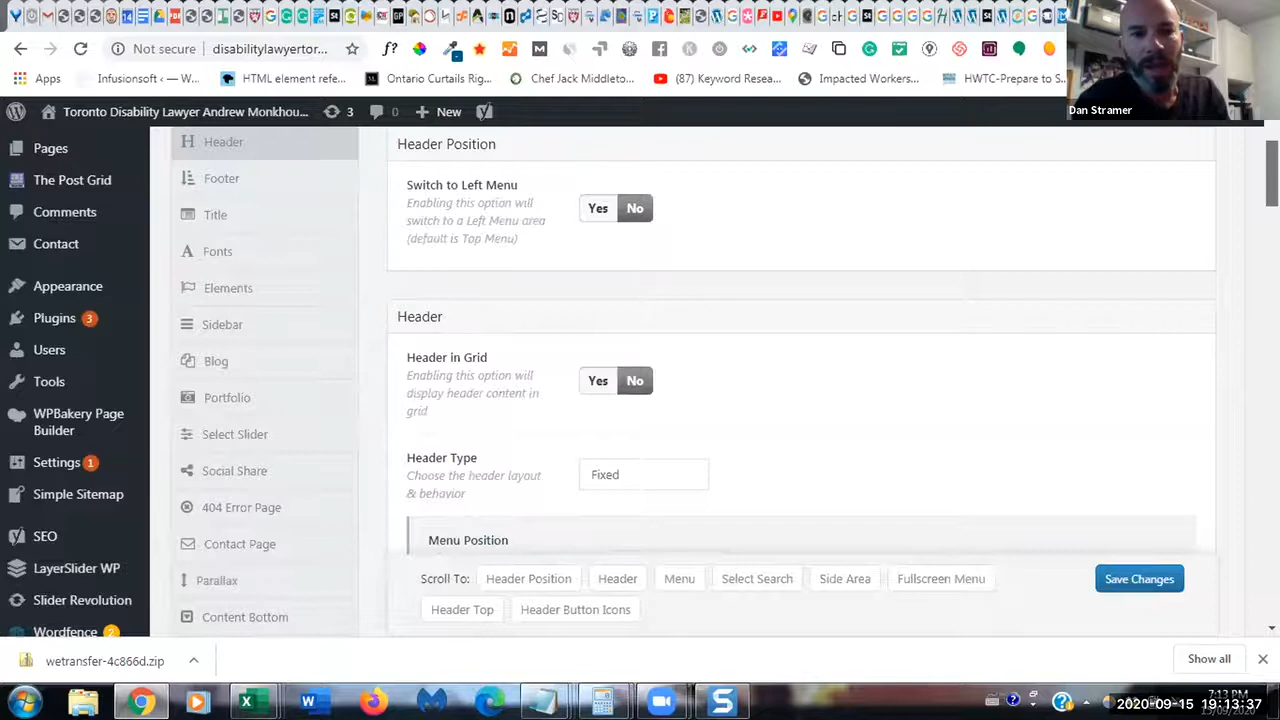 Not secure
disabilitylawyertor...
f?
Apps
Infusionsoft < – W...
HTML element refe...
Ontario Curtails Rig...
Chef Jack Middleto...
(87) Keyword Resea...
Impacted Workers...
HWTC-Prepare to S...
Dan Stramer
Toronto Disability Lawyer Andrew Monkhou...
3
0
New
Pages
The Post Grid
Comments
Contact
Appearance
Plugins 3
Users
Tools
WPBakery Page
Builder
Settings 1
Simple Sitemap
SEO
LayerSlider WP
Slider Revolution
Wordfence 2
Header
Footer
Title
Fonts
Elements
Sidebar
Blog
Portfolio
Select Slider
Social Share
404 Error Page
Contact Page
Parallax
Content Bottom
Header Position
Switch to Left Menu
Enabling this option will
switch to a Left Menu area
(default is Top Menu)
Yes No
Header
Header in Grid
Enabling this option will
display header content in
grid
Yes No
Header Type
Choose the header layout
& behavior
Fixed
Menu Position
Scroll To: Header Position Header Menu Select Search Side Area Fullscreen Menu
Header Top Header Button Icons
Save Changes
wetransfer-4c866d.zip
Show all
7:13 PM
2020-09-15 19:13:37